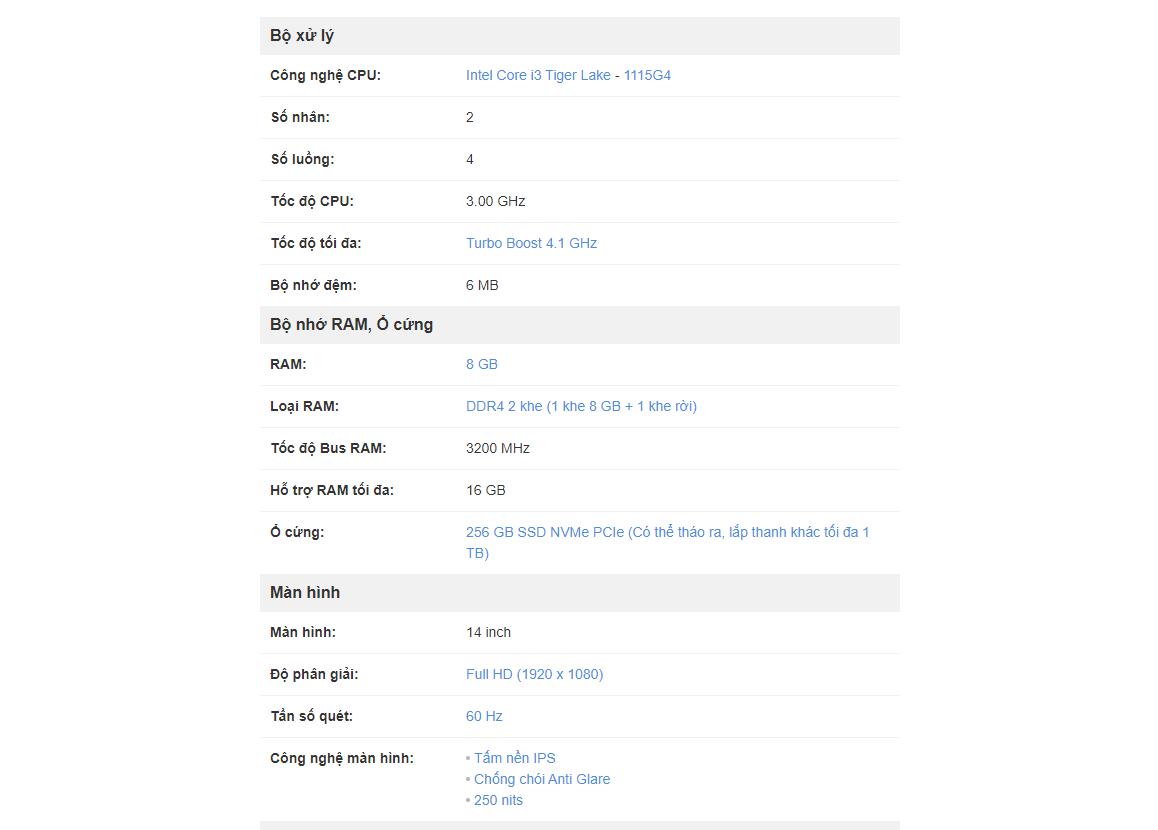 Bộ xử lý
Công nghệ CPU: Intel Core i3 Tiger Lake - 1115G4
Số nhân: 2
Số luồng: 4
Tốc độ CPU: 3.00 GHz
Tốc độ tối đa: Turbo Boost 4.1 GHz
Bộ nhớ đệm: 6 MB
Bộ nhớ RAM, Ổ cứng
RAM: 8 GB
Loại RAM: DDR4 2 khe (1 khe 8 GB + 1 khe rời)
Tốc độ Bus RAM: 3200 MHz
Hỗ trợ RAM tối đa: 16 GB
Ổ cứng: 256 GB SSD NVMe PCIe (Có thể tháo ra, lắp thanh khác tối đa 1
TB)
Màn hình
Màn hình: 14 inch
Độ phân giải: Full HD (1920 x 1080)
Tần số quét: 60 Hz
Công nghệ màn hình: • Tấm nền IPS
• Chống chói Anti Glare
• 250 nits